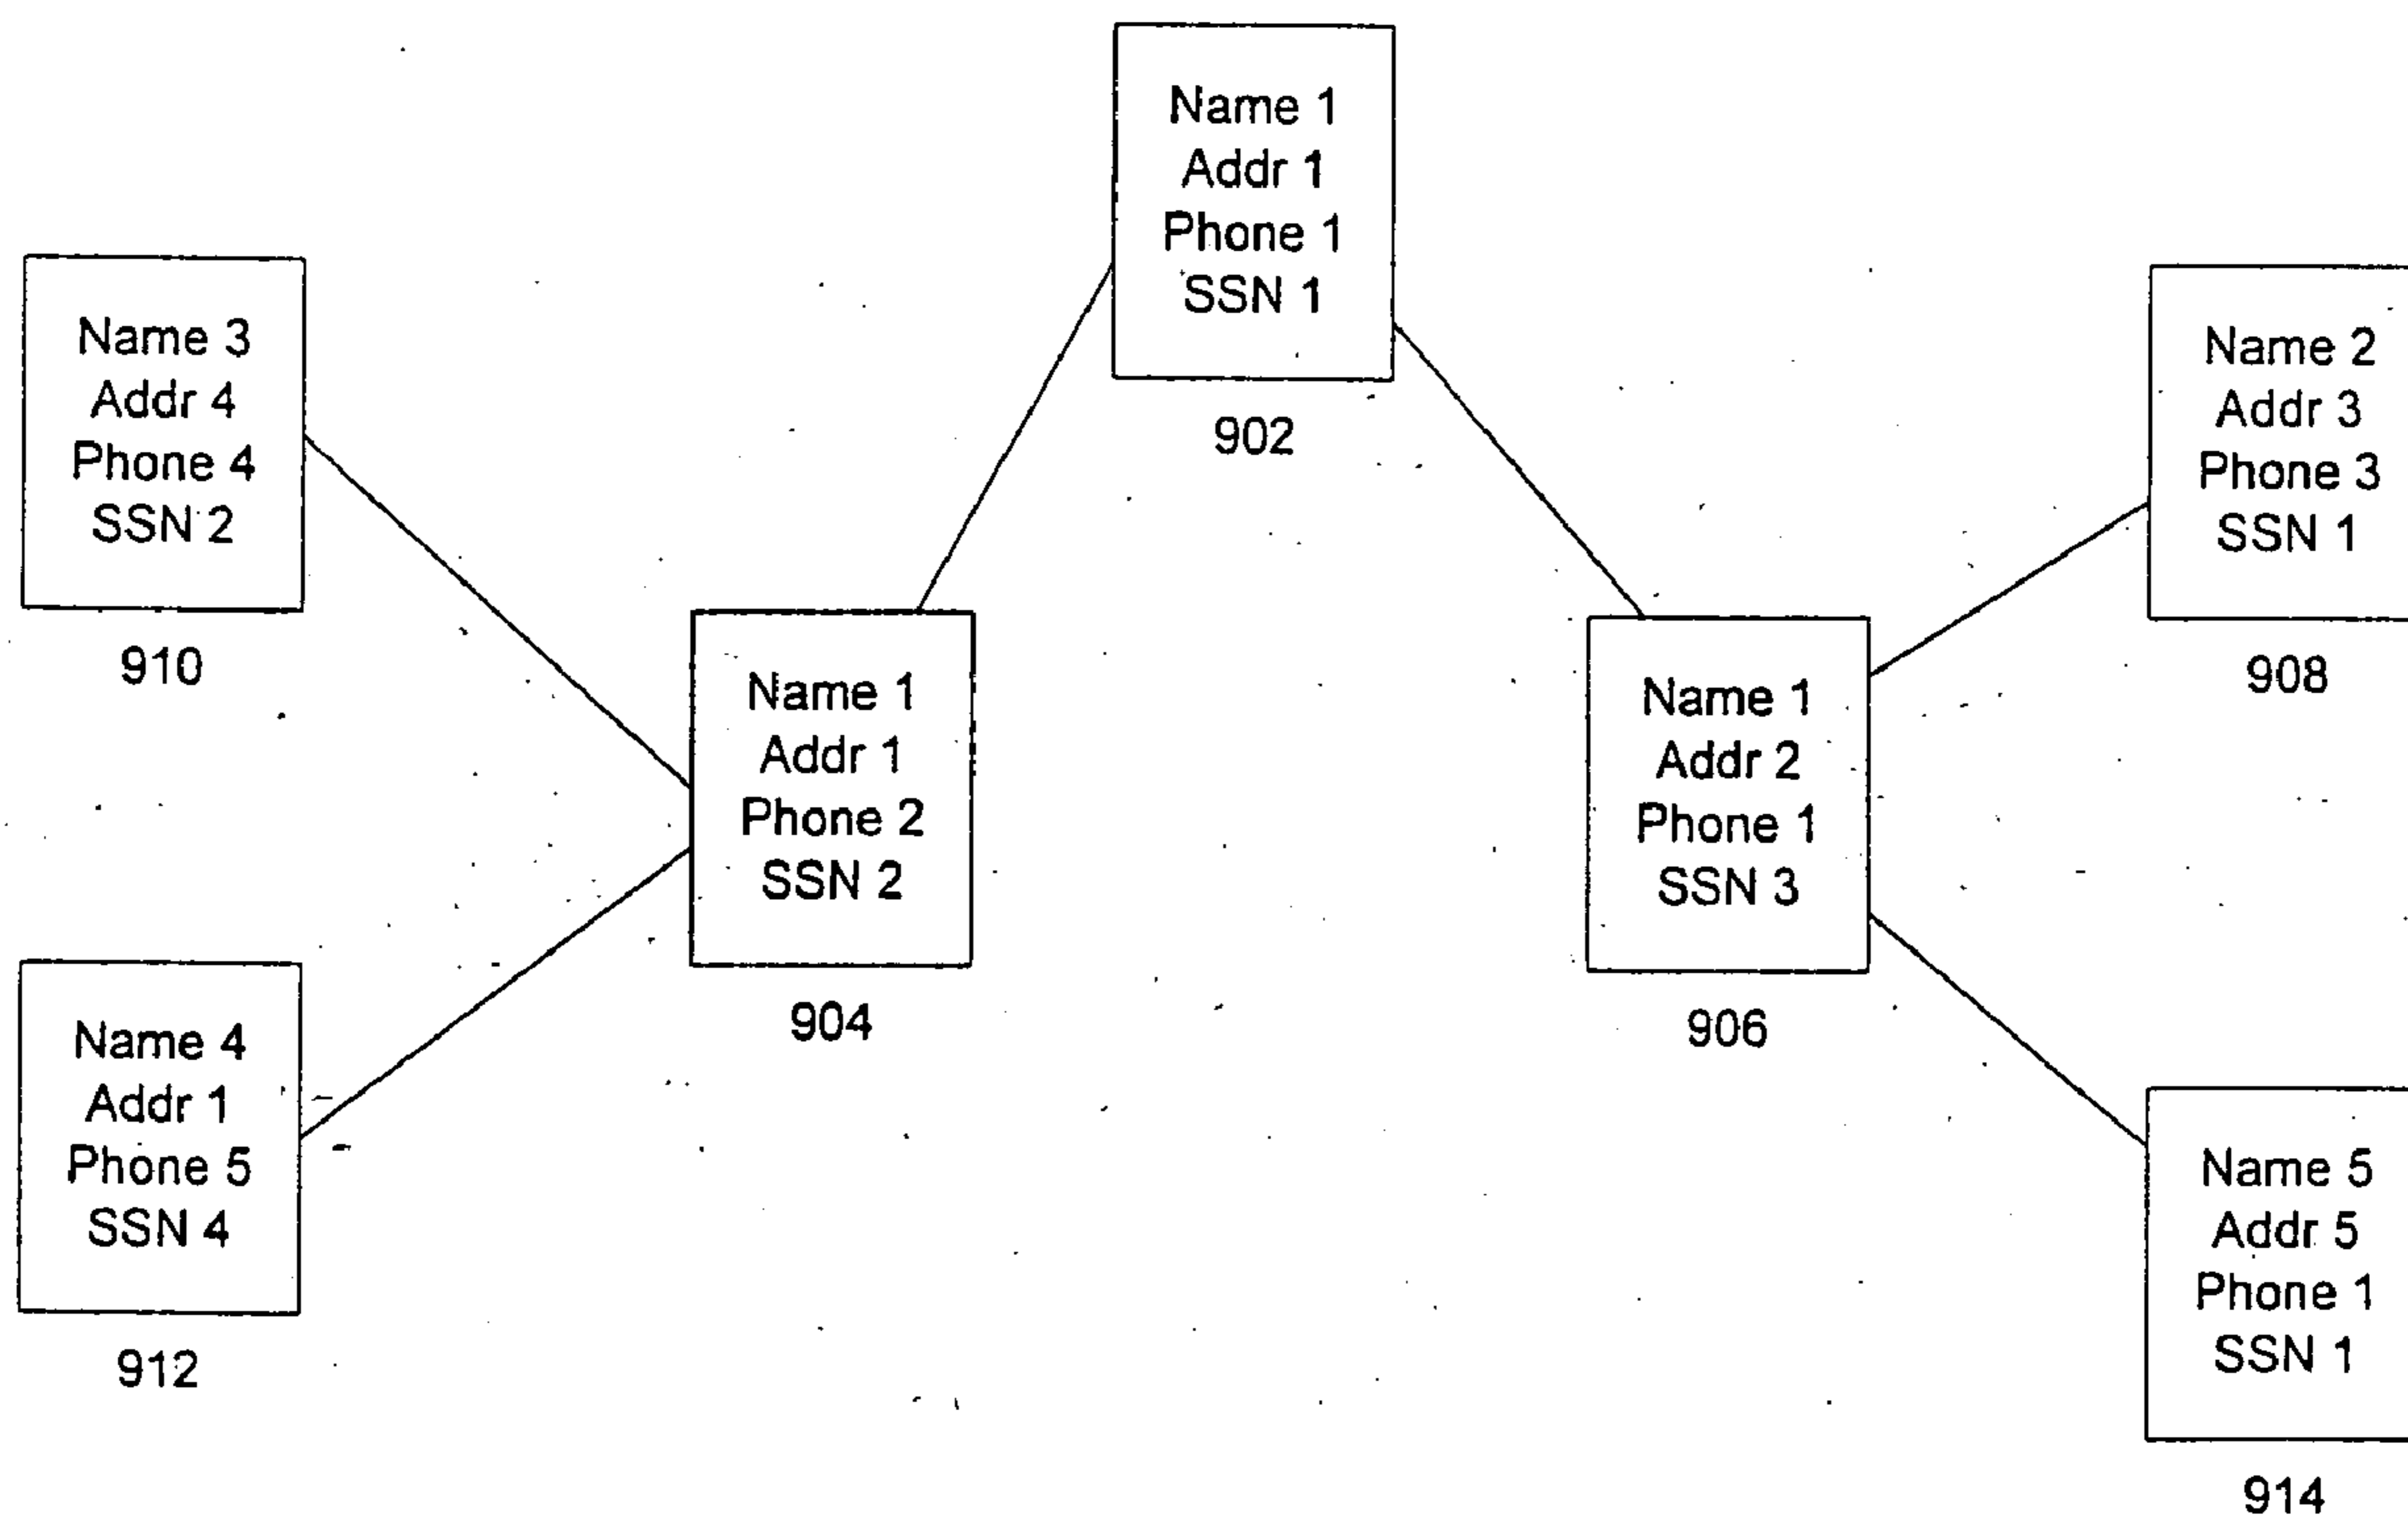 Name 1
Addr 1
Phone 1
SSN 1
902
Name 3
Addr 4
Phone 4
SSN 2
910
Name 2
Addr 3
Phone 3
SSN 1
908
Name 1
Addr 1
Phone 2
SSN 2
904
Name 1
Addr 2
Phone 1
SSN 3
906
Name 4
Addr 1
Phone 5
SSN 4
912
Name 5
Addr 5
Phone 1
SSN 1
914